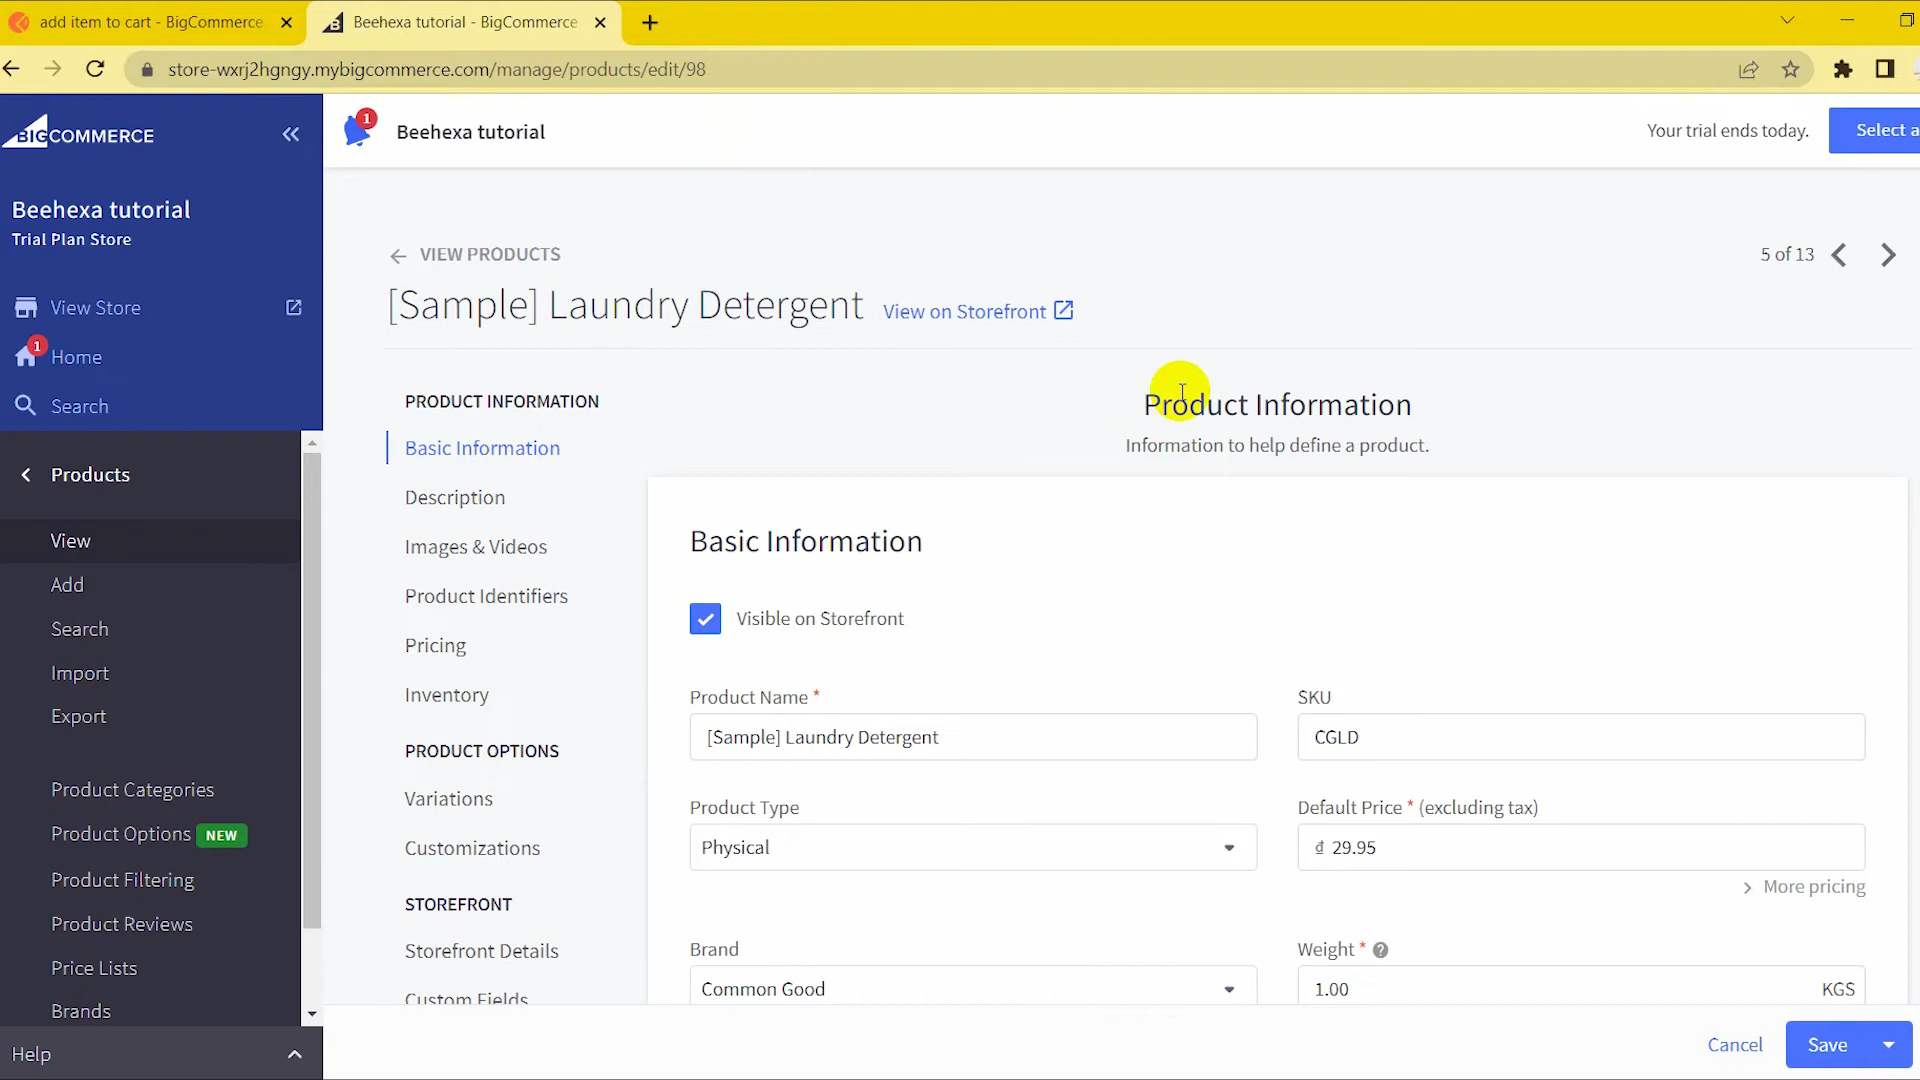 add item to cart - BigCommerce
Beehexa tutorial - BigCommerce
store-wxrj2hgngy.mybigcommerce.com/manage/products/edit/98
BIGCOMMERCE
1
Beehexa tutorial
Your trial ends today.
Select a
Beehexa tutorial
Trial Plan Store
View Store
1
Home
Search
Products
View
Add
Search
Import
Export
Product Categories
Product Options NEW
Product Filtering
Product Reviews
Price Lists
Brands
Help
VIEW PRODUCTS
5 of 13
[Sample] Laundry Detergent
View on Storefront
PRODUCT INFORMATION
Basic Information
Description
Images & Videos
Product Identifiers
Pricing
Inventory
PRODUCT OPTIONS
Variations
Customizations
STOREFRONT
Storefront Details
Custom Fields
Product Information
Information to help define a product.
Basic Information
Visible on Storefront
Product Name *
[Sample] Laundry Detergent
SKU
CGLD
Product Type
Physical
Default Price * (excluding tax)
₫ 29.95
More pricing
Brand
Common Good
Weight * ?
1.00 KGS
Cancel
Save